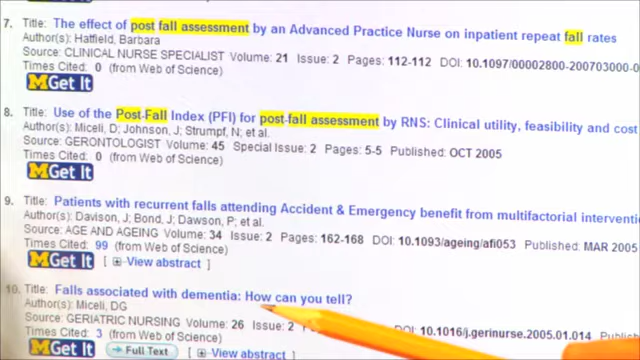 7. Title: The effect of post fall assessment by an Advanced Practice Nurse on inpatient repeat fall rates
Author(s): Hatfield, Barbara
Source: CLINICAL NURSE SPECIALIST Volume: 21 Issue: 2 Pages: 112-112 DOI: 10.1097/00002800-200703000-0
Times Cited: 0 (from Web of Science)
MGet It
8. Title: Use of the Post-Fall Index (PFI) for post-fall assessment by RNS: Clinical utility, feasibility and cost
Author(s): Miceli, D; Johnson, J; Strumpf, N; et al.
Source: GERONTOLOGIST Volume: 45 Special Issue: 2 Pages: 5-5 Published: OCT 2005
Times Cited: 0 (from Web of Science)
MGet It
9. Title: Patients with recurrent falls attending Accident & Emergency benefit from multifactorial interventi
Author(s): Davison, J; Bond, J; Dawson, P; et al.
Source: AGE AND AGEING Volume: 34 Issue: 2 Pages: 162-168 DOI: 10.1093/ageing/afi053 Published: MAR 2005
Times Cited: 99 (from Web of Science)
MGet It [ View abstract ]
10. Title: Falls associated with dementia: How can you tell?
Author(s): Miceli, DG
Source: GERIATRIC NURSING Volume: 26 Issue: 2 DOI: 10.1016/j.gerinurse.2005.01.014 Published:
Times Cited: 3 (from Web of Science)
MGet It Full Text [ View abstract ]